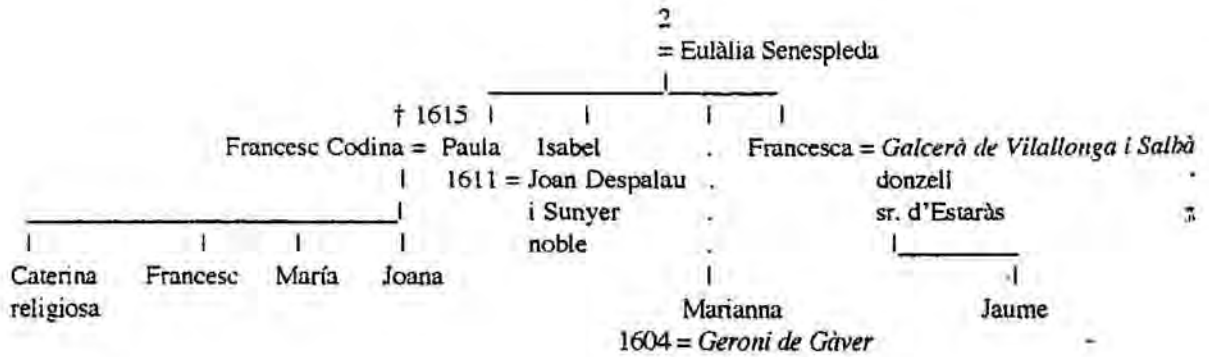 2
= Eulàlia Senespleda
† 1615
Francesc Codina = Paula Isabel Francesca = Galcerà de Vilallonga i Salbà
1611 = Joan Despalau donzell
i Sunyer sr. d'Estaràs
noble
Caterina Francesc María Joana
religiosa Marianna Jaume
1604 = Geroni de Gàver